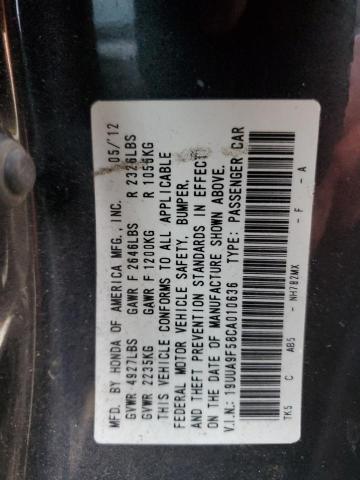 MFD. BY HONDA OF AMERICA MFG., INC. 05/12
GVWR 4927LBS GAWR F 2646LBS R 2326LBS
GVWR 2235KG GAWR F 1200KG R 1055KG
THIS VEHICLE CONFORMS TO ALL APPLICABLE
FEDERAL MOTOR VEHICLE SAFETY, BUMPER,
AND THEFT PREVENTION STANDARDS IN EFFECT
ON THE DATE OF MANUFACTURE SHOWN ABOVE.
V.I.N.: 19UUA9F58CA010636 TYPE: PASSENGER CAR
TK5 C AB5 - NH782MX - F - A